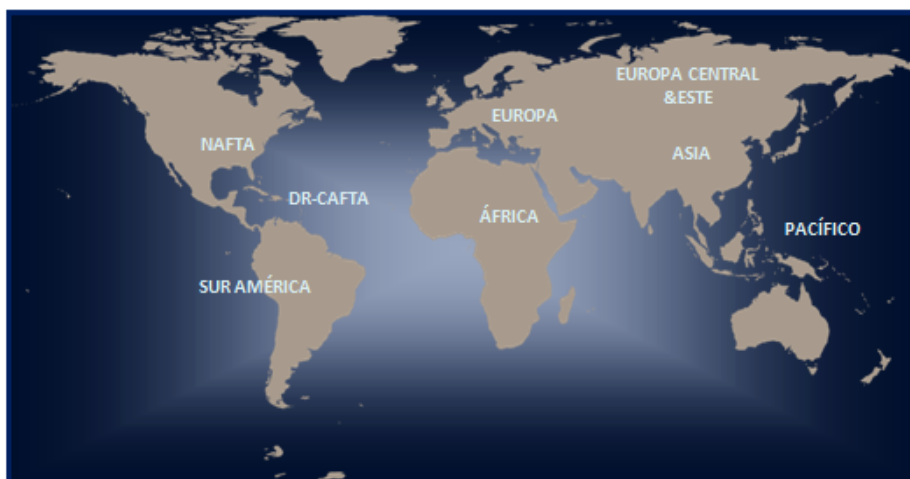 EUROPA CENTRAL
&ESTE
EUROPA
NAFTA
ASIA
DR-CAFTA
ÁFRICA
PACÍFICO
SUR AMÉRICA